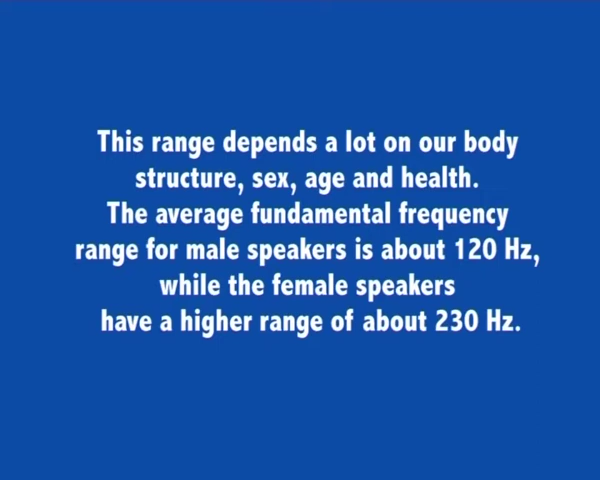 This range depends a lot on our body
structure, sex, age and health.
The average fundamental frequency
range for male speakers is about 120 Hz,
while the female speakers
have a higher range of about 230 Hz.